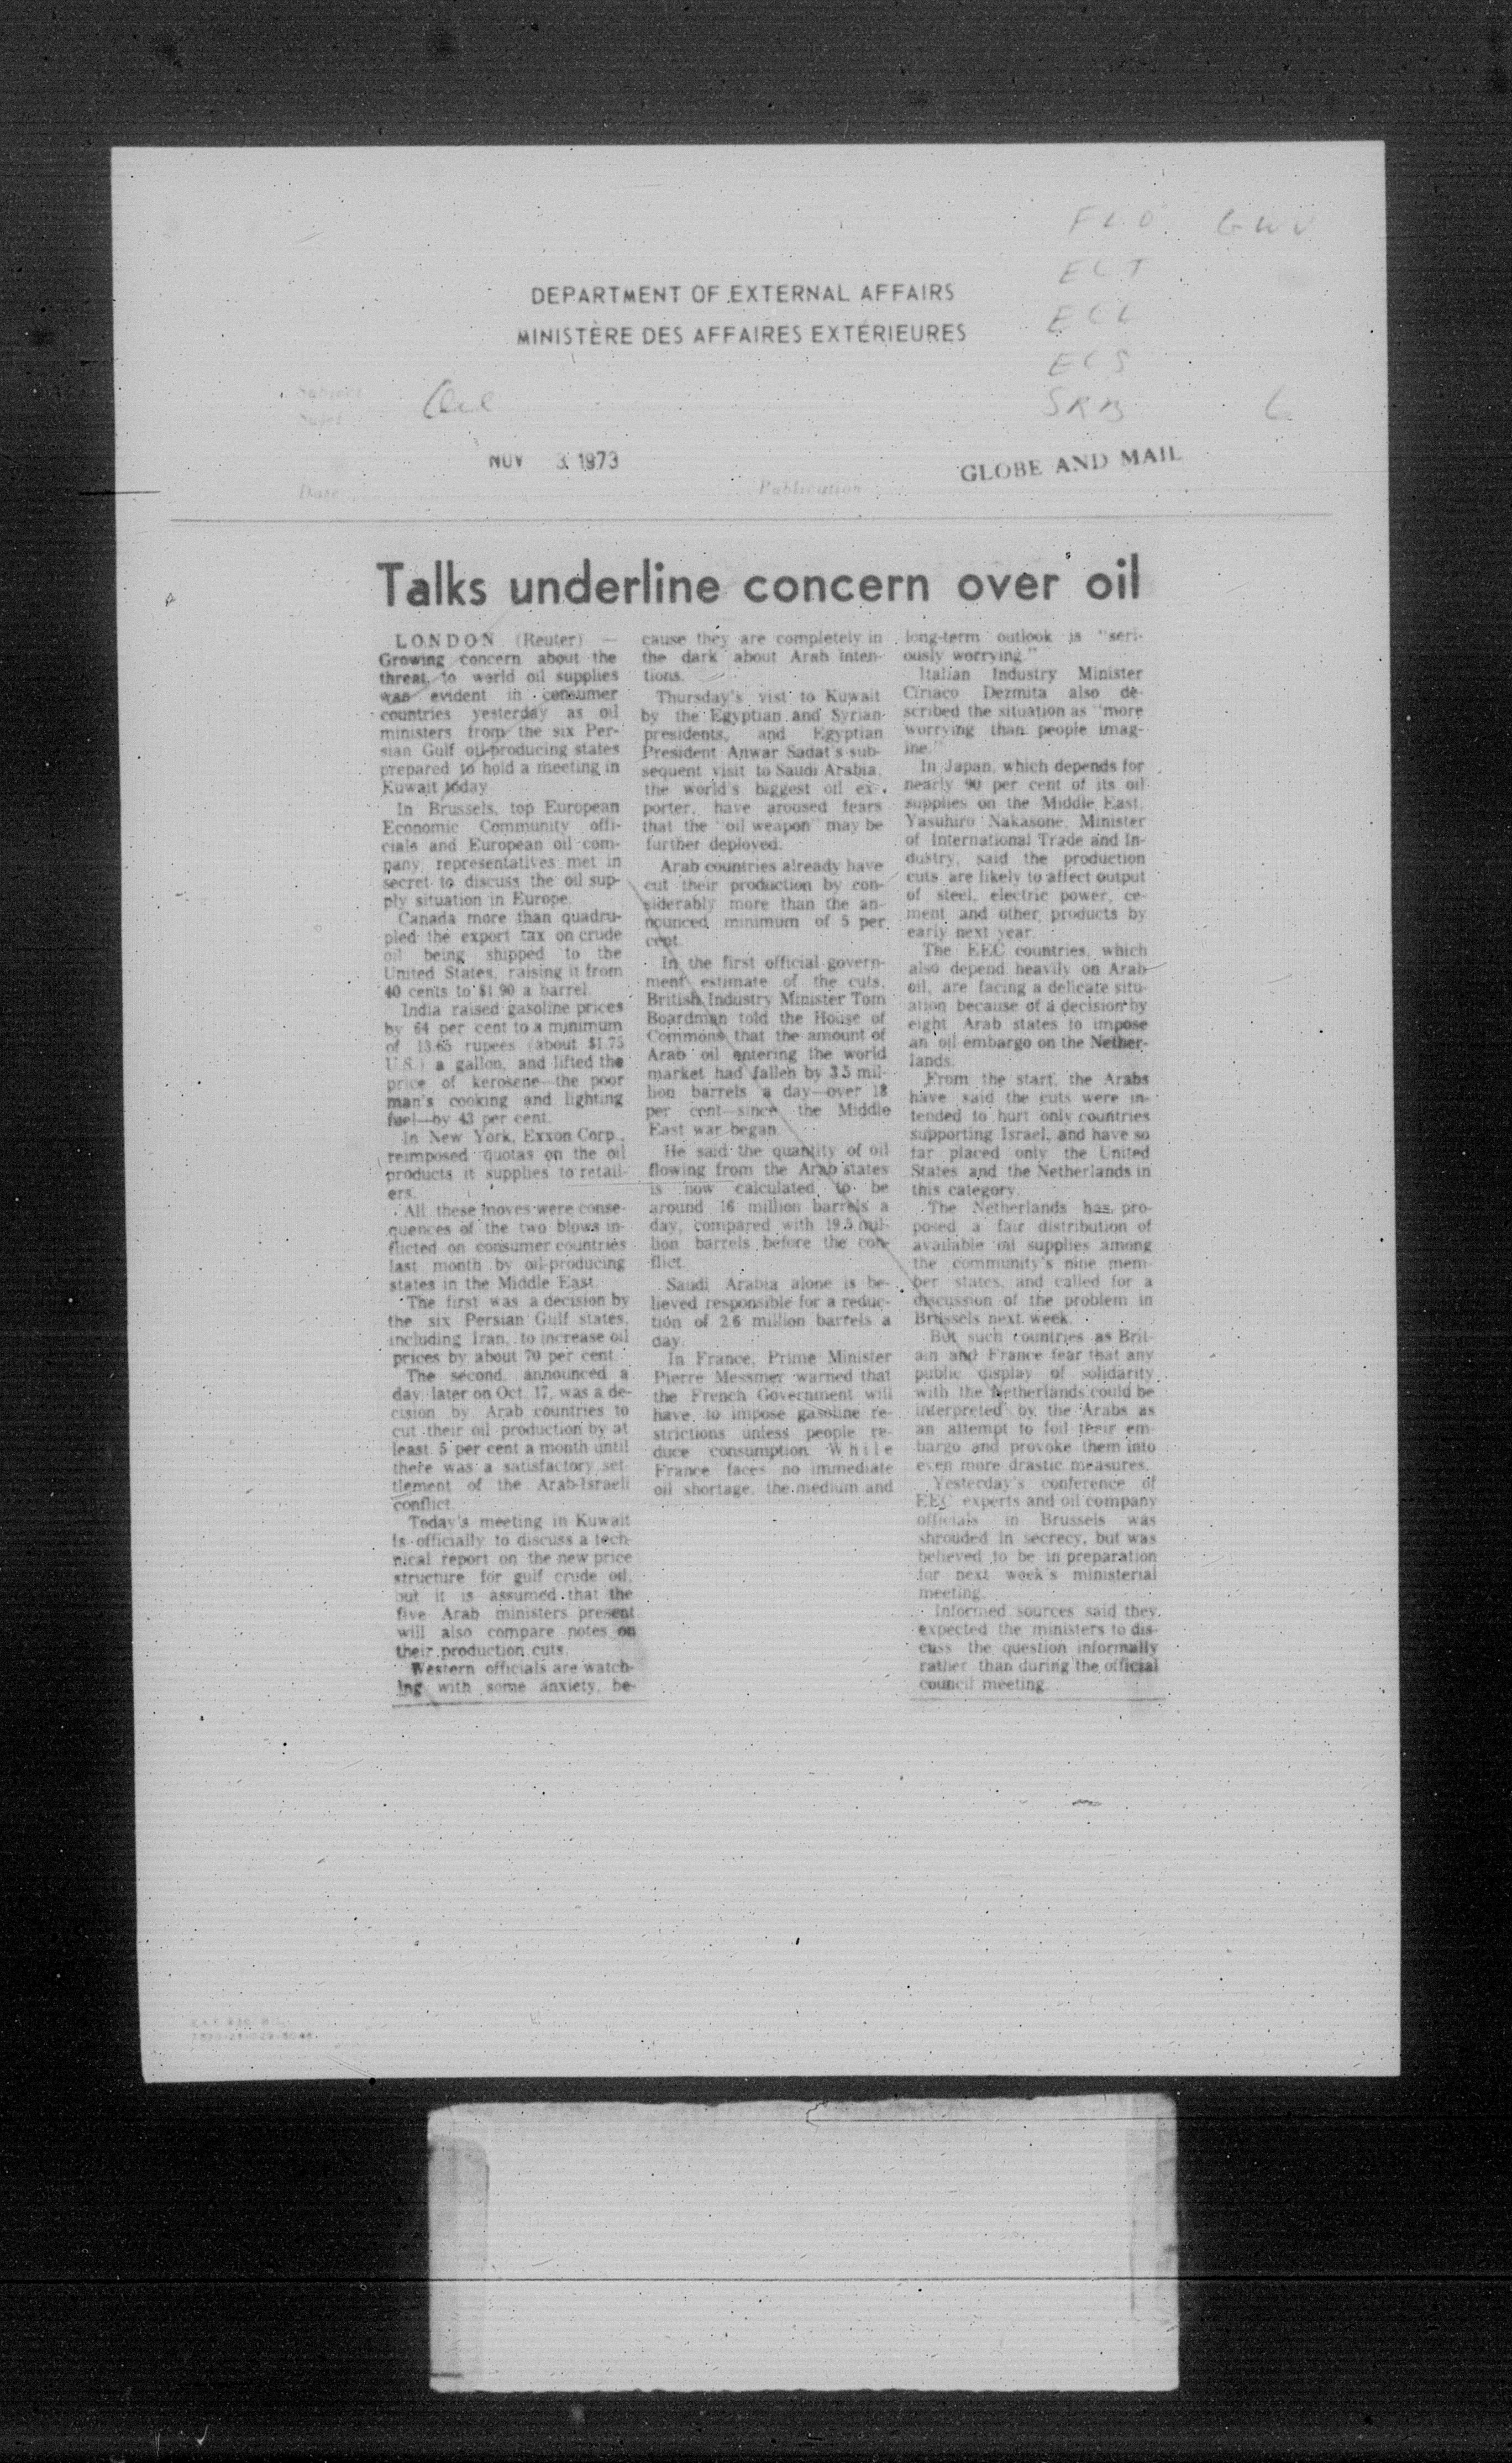 FLO GWU
ECT
DEPARTMENT OF EXTERNAL AFFAIRS
ECL
MINISTÈRE DES AFFAIRES EXTÉRIEURES
ECS
Subject
Sujet
Oil
SRB
NOV 3 1973
GLOBE AND MAIL
Date
Publication
Talks underline concern over oil
LONDON (Reuter) —
Growing concern about the
threat to world oil supplies
was evident in consumer
countries yesterday as oil
ministers from the six Per-
sian Gulf oil-producing states
prepared to hold a meeting in
Kuwait today
In Brussels, top European
Economic Community offi-
cials and European oil com-
pany representatives met in
secret to discuss the oil sup-
ply situation in Europe.
Canada more than quadru-
pled the export tax on crude
oil being shipped to the
United States, raising it from
40 cents to $1.90 a barrel.
India raised gasoline prices
by 64 per cent to a minimum
of 13.65 rupees (about $1.75
U.S.) a gallon, and lifted the
price of kerosene—the poor
man's cooking and lighting
fuel—by 43 per cent.
In New York, Exxon Corp.
reimposed quotas on the oil
products it supplies to retail-
ers.
All these moves were conse-
quences of the two blows in-
flicted on consumer countries
last month by oil-producing
states in the Middle East.
The first was a decision by
the six Persian Gulf states,
including Iran, to increase oil
prices by about 70 per cent.
The second, announced a
day later on Oct. 17, was a de-
cision by Arab countries to
cut their oil production by at
least 5 per cent a month until
there was a satisfactory set-
tlement of the Arab-Israeli
conflict.
Today's meeting in Kuwait
is officially to discuss a tech-
nical report on the new price
structure for gulf crude oil,
but it is assumed that the
five Arab ministers present
will also compare notes on
their production cuts.
Western officials are watch-
ing with some anxiety, be-
cause they are completely in
the dark about Arab inten-
tions.
Thursday's vist to Kuwait
by the Egyptian and Syrian
presidents, and Egyptian
President Anwar Sadat's sub-
sequent visit to Saudi Arabia,
the world's biggest oil ex-
porter, have aroused fears
that the "oil weapon" may be
further deployed.
Arab countries already have
cut their production by con-
siderably more than the an-
nounced minimum of 5 per
cent.
In the first official govern-
ment estimate of the cuts,
British Industry Minister Tom
Boardman told the House of
Commons that the amount of
Arab oil entering the world
market had fallen by 3.5 mil-
lion barrels a day—over 18
per cent—since the Middle
East war began.
He said the quantity of oil
flowing from the Arab states
is now calculated to be
around 16 million barrels a
day, compared with 19.5 mil-
lion barrels before the con-
flict.
Saudi Arabia alone is be-
lieved responsible for a reduc-
tion of 2.6 million barrels a
day.
In France, Prime Minister
Pierre Messmer warned that
the French Government will
have to impose gasoline re-
strictions unless people re-
duce consumption. While
France faces no immediate
oil shortage, the medium and
long-term outlook is "seri-
ously worrying."
Italian Industry Minister
Ciriaco Dezmita also de-
scribed the situation as "more
worrying than people imag-
ine."
In Japan, which depends for
nearly 90 per cent of its oil
supplies on the Middle East,
Yasuhiro Nakasone, Minister
of International Trade and In-
dustry, said the production
cuts are likely to affect output
of steel, electric power, ce-
ment and other products by
early next year.
The EEC countries, which
also depend heavily on Arab
oil, are facing a delicate situ-
ation because of a decision by
eight Arab states to impose
an oil embargo on the Nether-
lands.
From the start, the Arabs
have said the cuts were in-
tended to hurt only countries
supporting Israel, and have so
far placed only the United
States and the Netherlands in
this category.
The Netherlands has pro-
posed a fair distribution of
available oil supplies among
the community's nine mem-
ber states, and called for a
discussion of the problem in
Brussels next week.
But such countries as Brit-
ain and France fear that any
public display of solidarity
with the Netherlands could be
interpreted by the Arabs as
an attempt to foil their em-
bargo and provoke them into
even more drastic measures.
Yesterday's conference of
EEC experts and oil company
officials in Brussels was
shrouded in secrecy, but was
believed to be in preparation
for next week's ministerial
meeting.
Informed sources said they
expected the ministers to dis-
cuss the question informally
rather than during the official
council meeting.